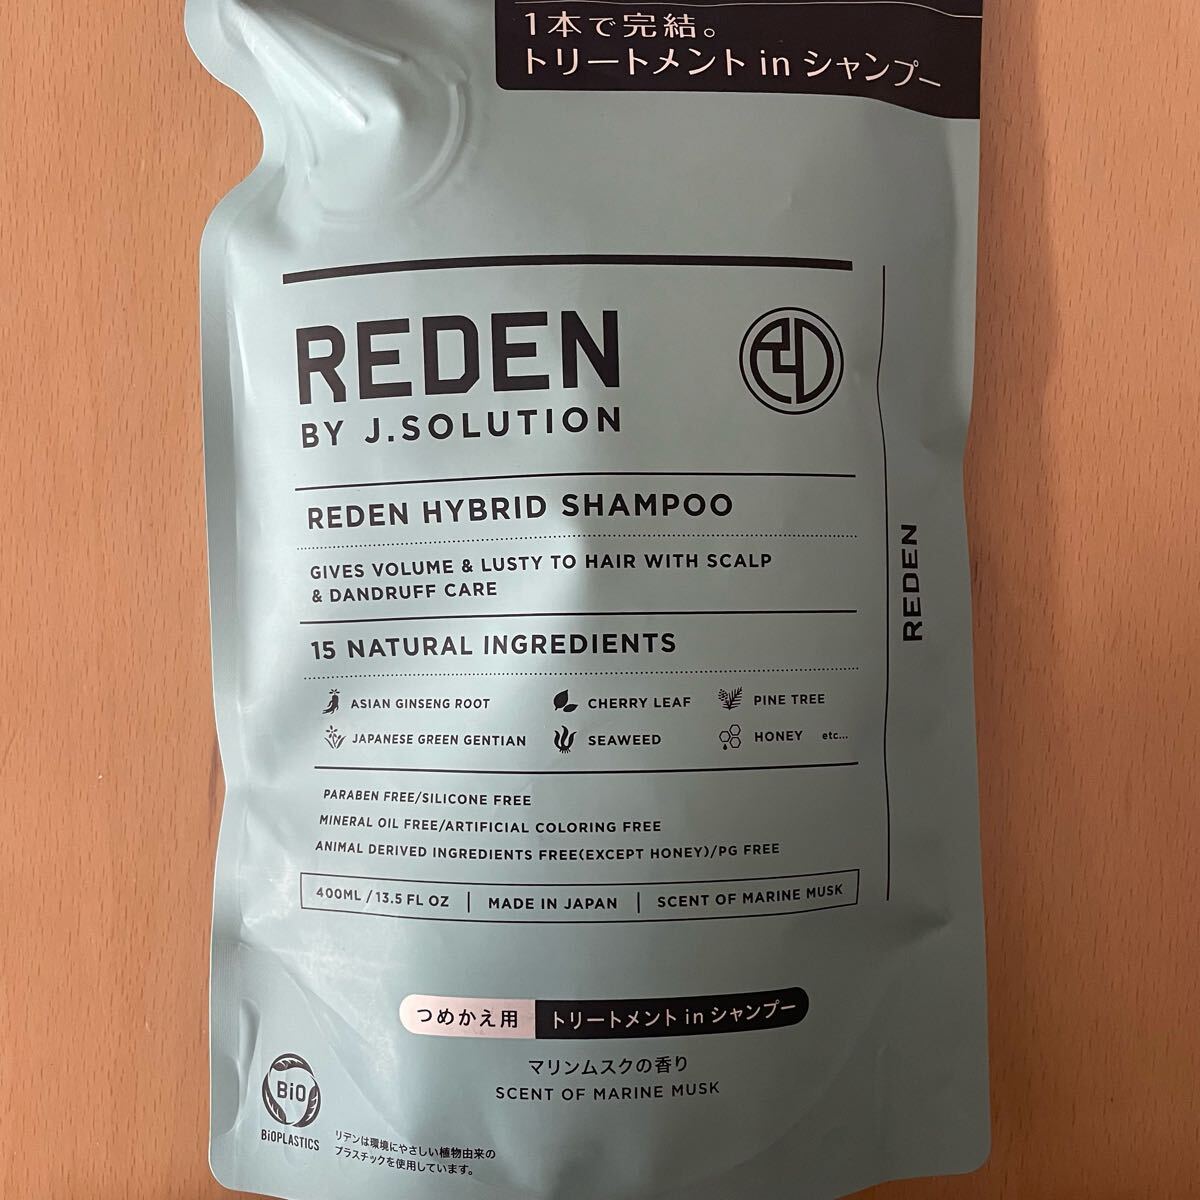 1本で完結。
トリートメント in シャンプー
REDEN
BY J.SOLUTION
REDEN HYBRID SHAMPOO
GIVES VOLUME & LUSTY TO HAIR WITH SCALP
& DANDRUFF CARE
15 NATURAL INGREDIENTS
ASIAN GINSENG ROOT CHERRY LEAF PINE TREE
JAPANESE GREEN GENTIAN SEAWEED HONEY etc...
PARABEN FREE/SILICONE FREE
MINERAL OIL FREE/ARTIFICIAL COLORING FREE
ANIMAL DERIVED INGREDIENTS FREE(EXCEPT HONEY)/PG FREE
400ML / 13.5 FL OZ | MADE IN JAPAN | SCENT OF MARINE MUSK
REDEN
つめかえ用 トリートメント in シャンプー
マリンムスクの香り
SCENT OF MARINE MUSK
BiO
BiOPLASTICS
リデンは環境にやさしい植物由来の
プラスチックを使用しています。